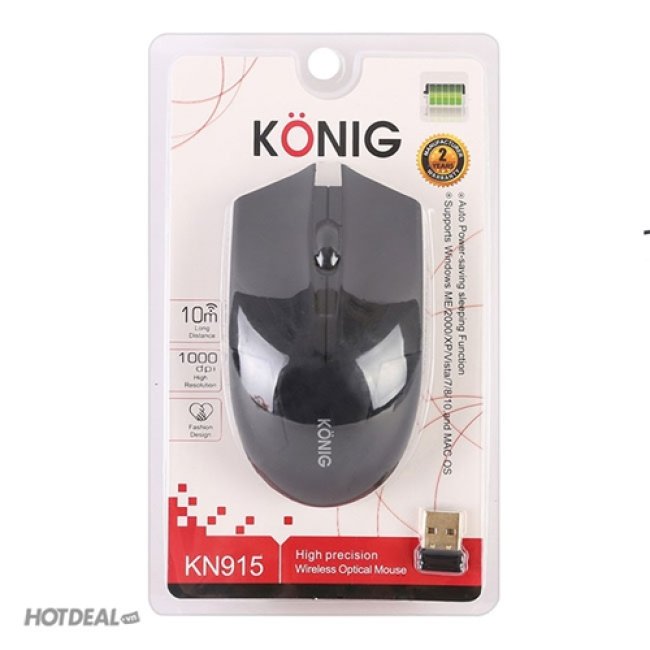 KÖNIG
MANUFACTURER
2
YEARS
WARRANTY
※ Auto Power-saving sleeping Function
※ Supports Windows ME/2000/XP/Vista/7/8/10 and MAC OS
10m
Long
Distance
1000
dpi
High
Resolution
Fashion
Design
KÖNIG
KN915
High precision
Wireless Optical Mouse
HOTDEAL.vn